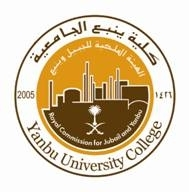 كلية ينبع الجامعية
الهيئة الملكية للجبيل وينبع
2005
١٤٢٦
Royal Commission for Jubail and Yanbu
Yanbu University College